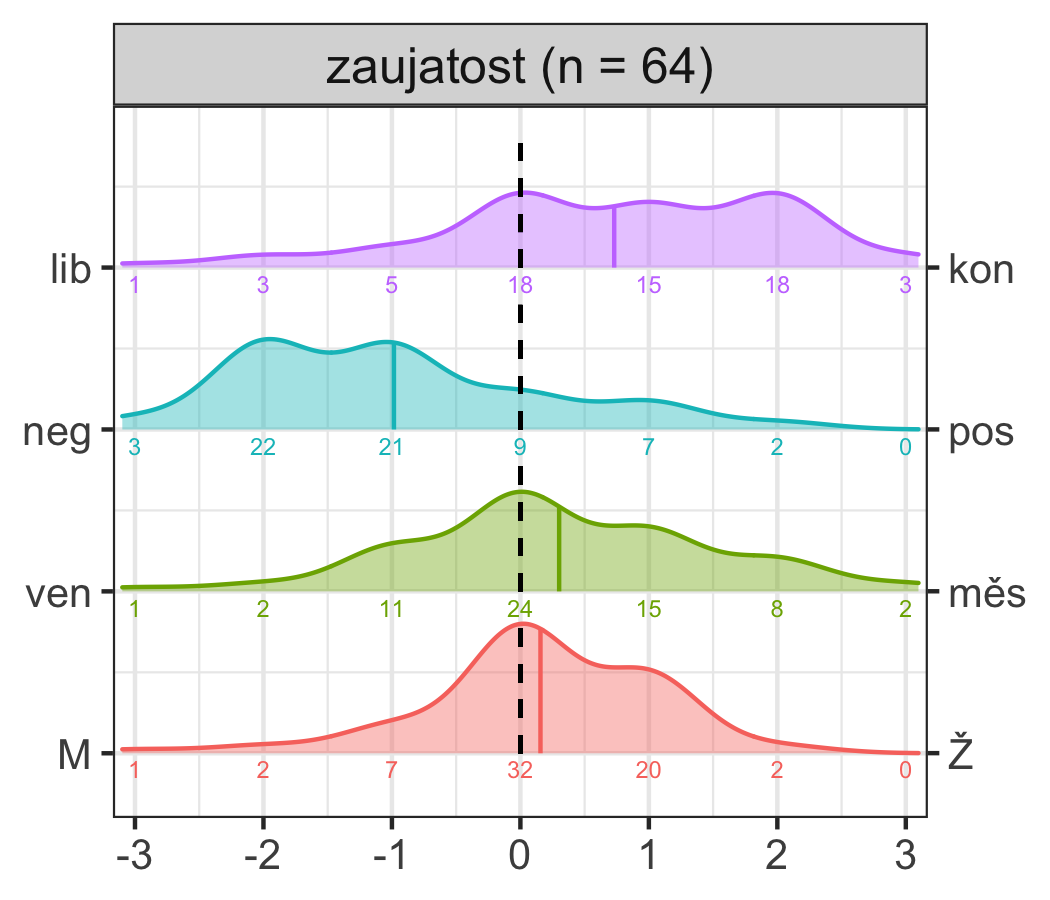 zaujatost (n = 64)
lib kon
1 3 5 18 15 18 3
neg pos
3 22 21 9 7 2 0
ven měs
1 2 11 24 15 8 2
M Ž
1 2 7 32 20 2 0
-3 -2 -1 0 1 2 3